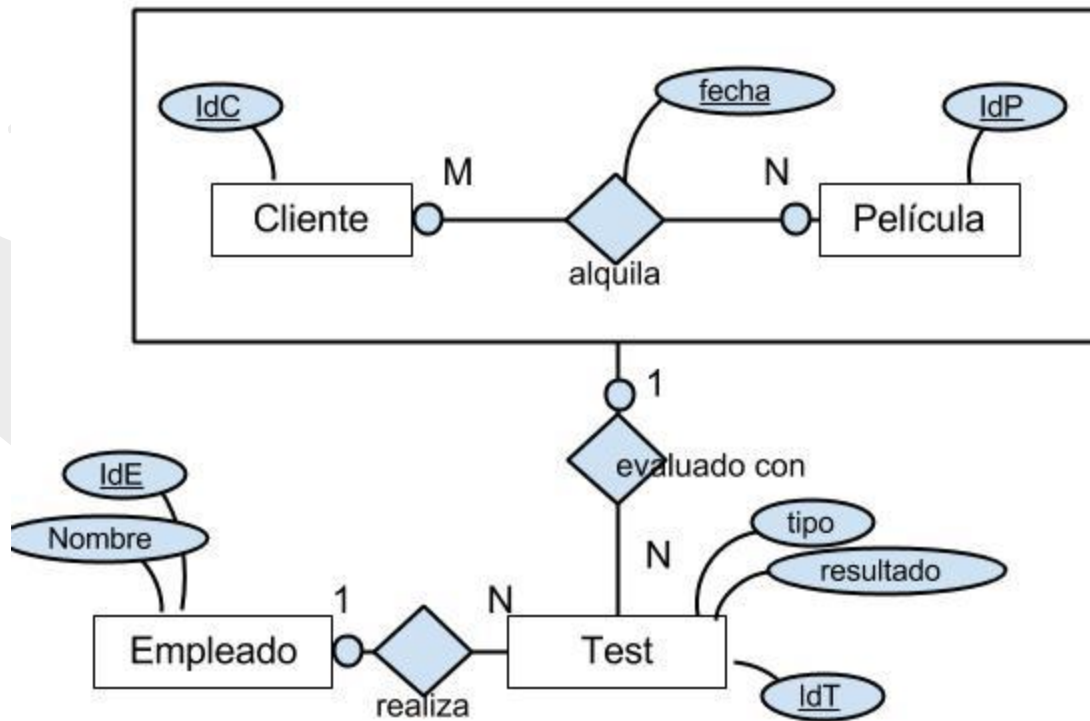 fecha
IdC
IdP
M
N
Cliente
Película
alquila
1
evaluado con
IdE
tipo
Nombre
N
resultado
1
N
Empleado
Test
realiza
IdT